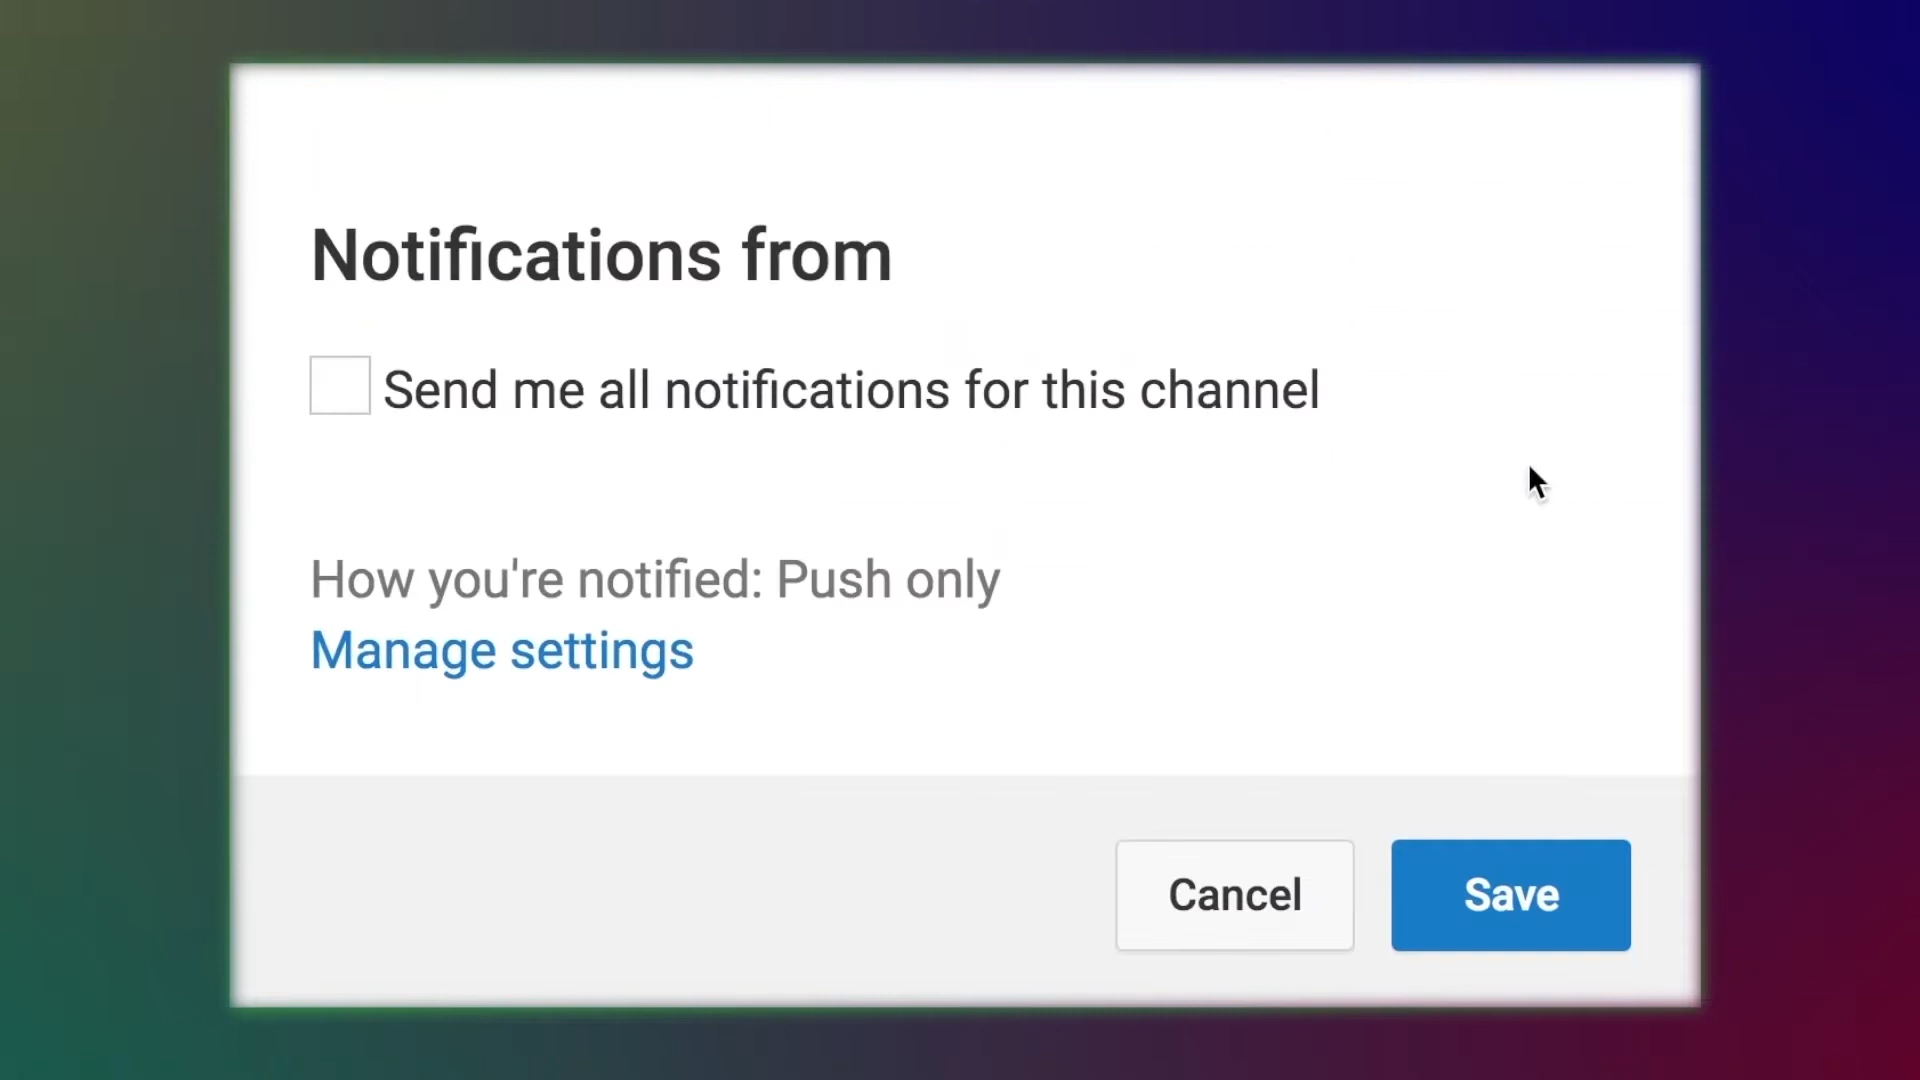 Notifications from
Send me all notifications for this channel
How you're notified: Push only
Manage settings
Cancel
Save